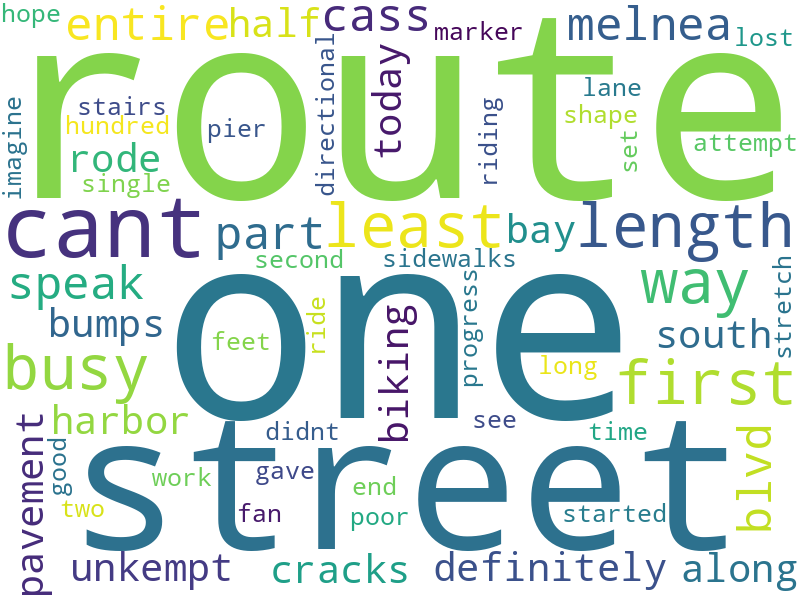 hope
entire
half
cass
marker
melnea
lost
route
stairs
hundred
pier
directional
today
riding
lane
shape
set
attempt
imagine
rode
single
cant
part
least
bay
length
second
sidewalks
speak
way
stretch
bumps
one
feet
ride
biking
progress
long
south
busy
first
harbor
see
didnt
time
pavement
good
street
blvd
two
work
gave
end
fan
poor
started
unkempt
cracks
definitely
along